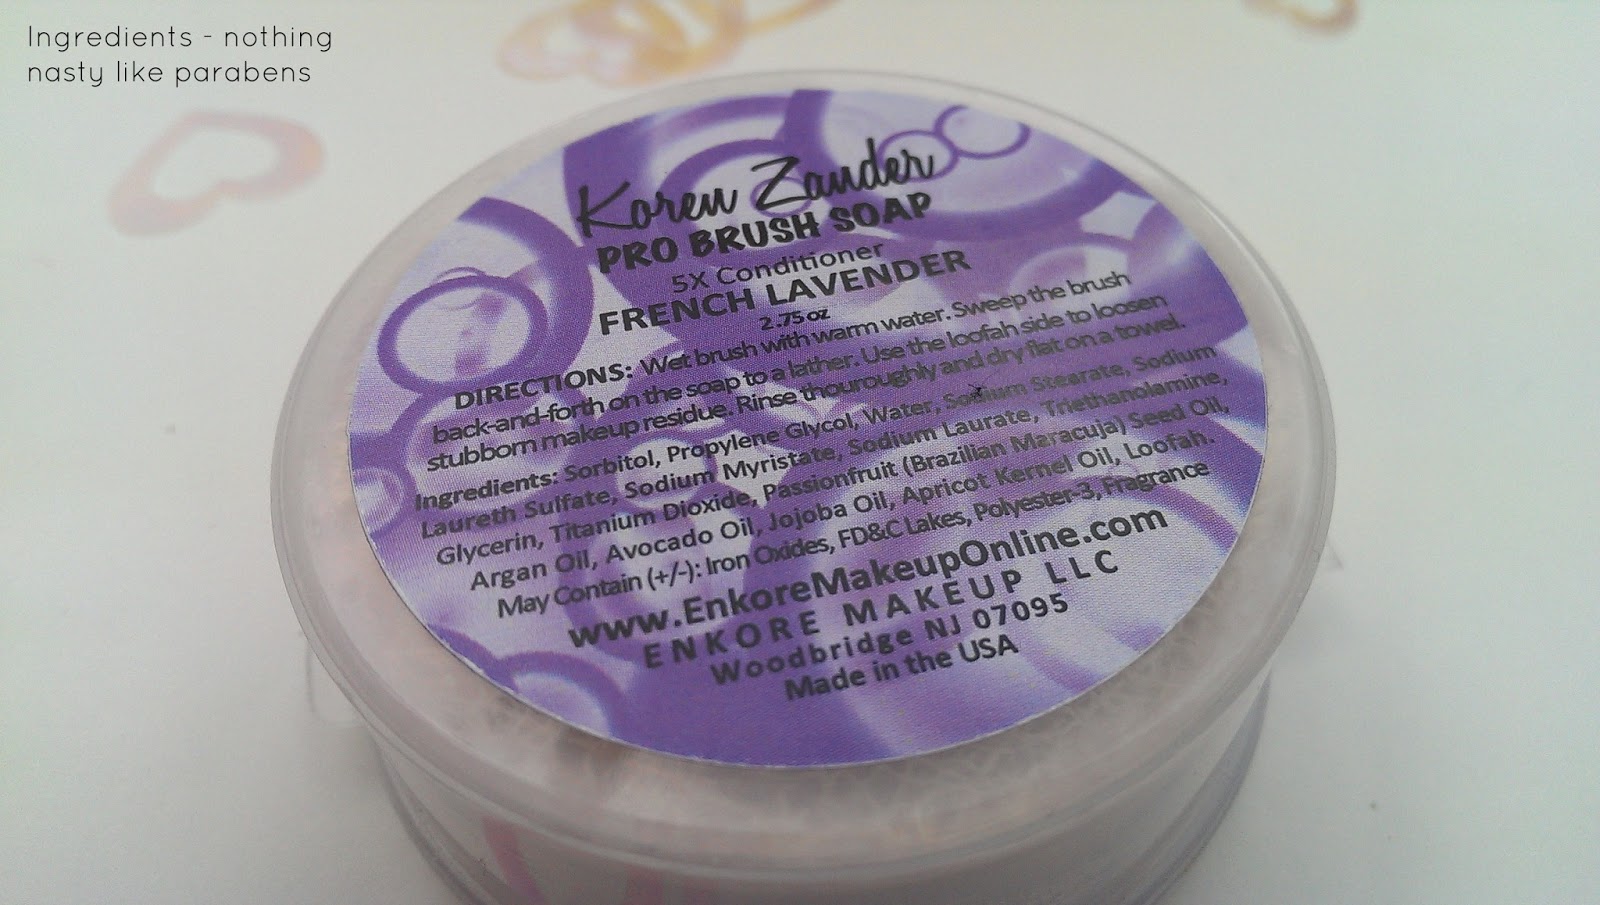 Ingredients - nothing
nasty like parabens
Karen Zander
PRO BRUSH SOAP
5X Conditioner
FRENCH LAVENDER
2.75 oz
DIRECTIONS: Wet brush with warm water. Sweep the brush
back-and-forth on the soap to a lather. Use the loofah side to loosen
stubborn makeup residue. Rinse thouroughly and dry flat on a towel.
Ingredients: Sorbitol, Propylene Glycol, Water, Sodium Stearate, Sodium
Laureth Sulfate, Sodium Myristate, Sodium Laurate, Triethanolamine,
Glycerin, Titanium Dioxide, Passionfruit (Brazilian Maracuja) Seed Oil,
Argan Oil, Avocado Oil, Jojoba Oil, Apricot Kernel Oil, Loofah.
May Contain (+/-): Iron Oxides, FD&C Lakes, Polyester-3, Fragrance
www.EnkoreMakeupOnline.com
ENKORE MAKEUP LLC
Woodbridge NJ 07095
Made in the USA